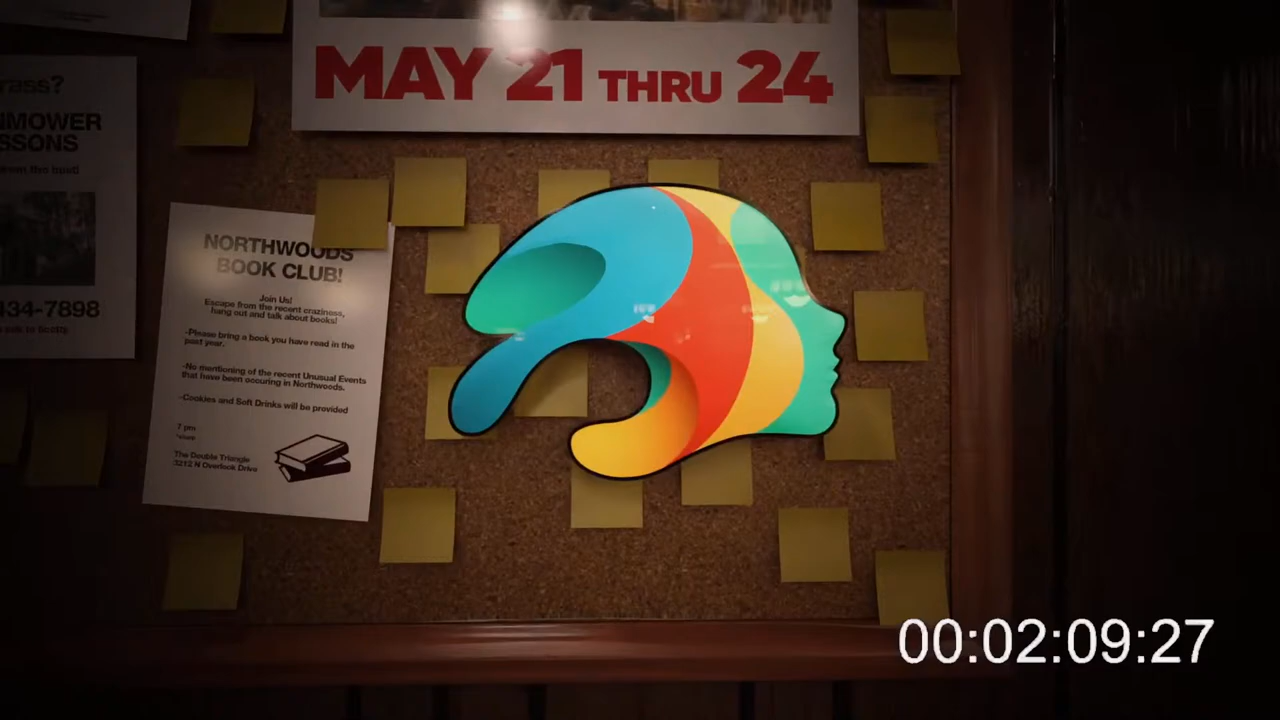 MAY 21 THRU 24
rass?
NMOWER
SSONS
434-7898
NORTHWOODS
BOOK CLUB!
Join Us!
Escape from the recent craziness,
hang out and talk about books!
-Please bring a book you have read in the
past year.
-No mentioning of the recent Unusual Events
that have been occuring in Northwoods.
-Cookies and Soft Drinks will be provided
7 pm
The Double Triangle
3212 N Overlook Drive
00:02:09:27